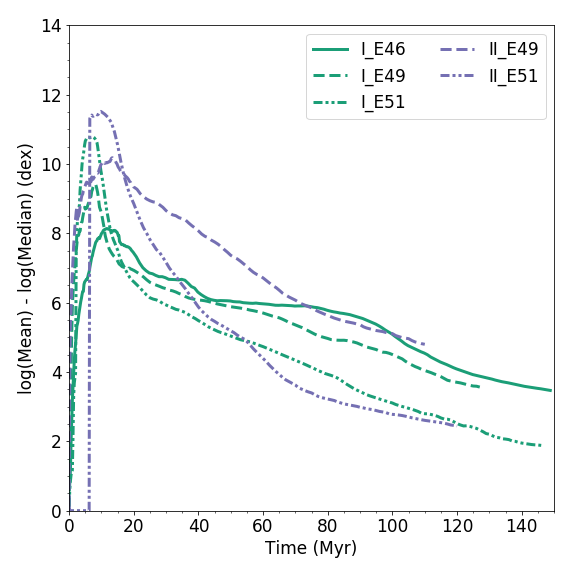 14
12
10
8
6
4
2
0
log(Mean) - log(Median) (dex)
I_E46
I_E49
I_E51
II_E49
II_E51
0 20 40 60 80 100 120 140
Time (Myr)